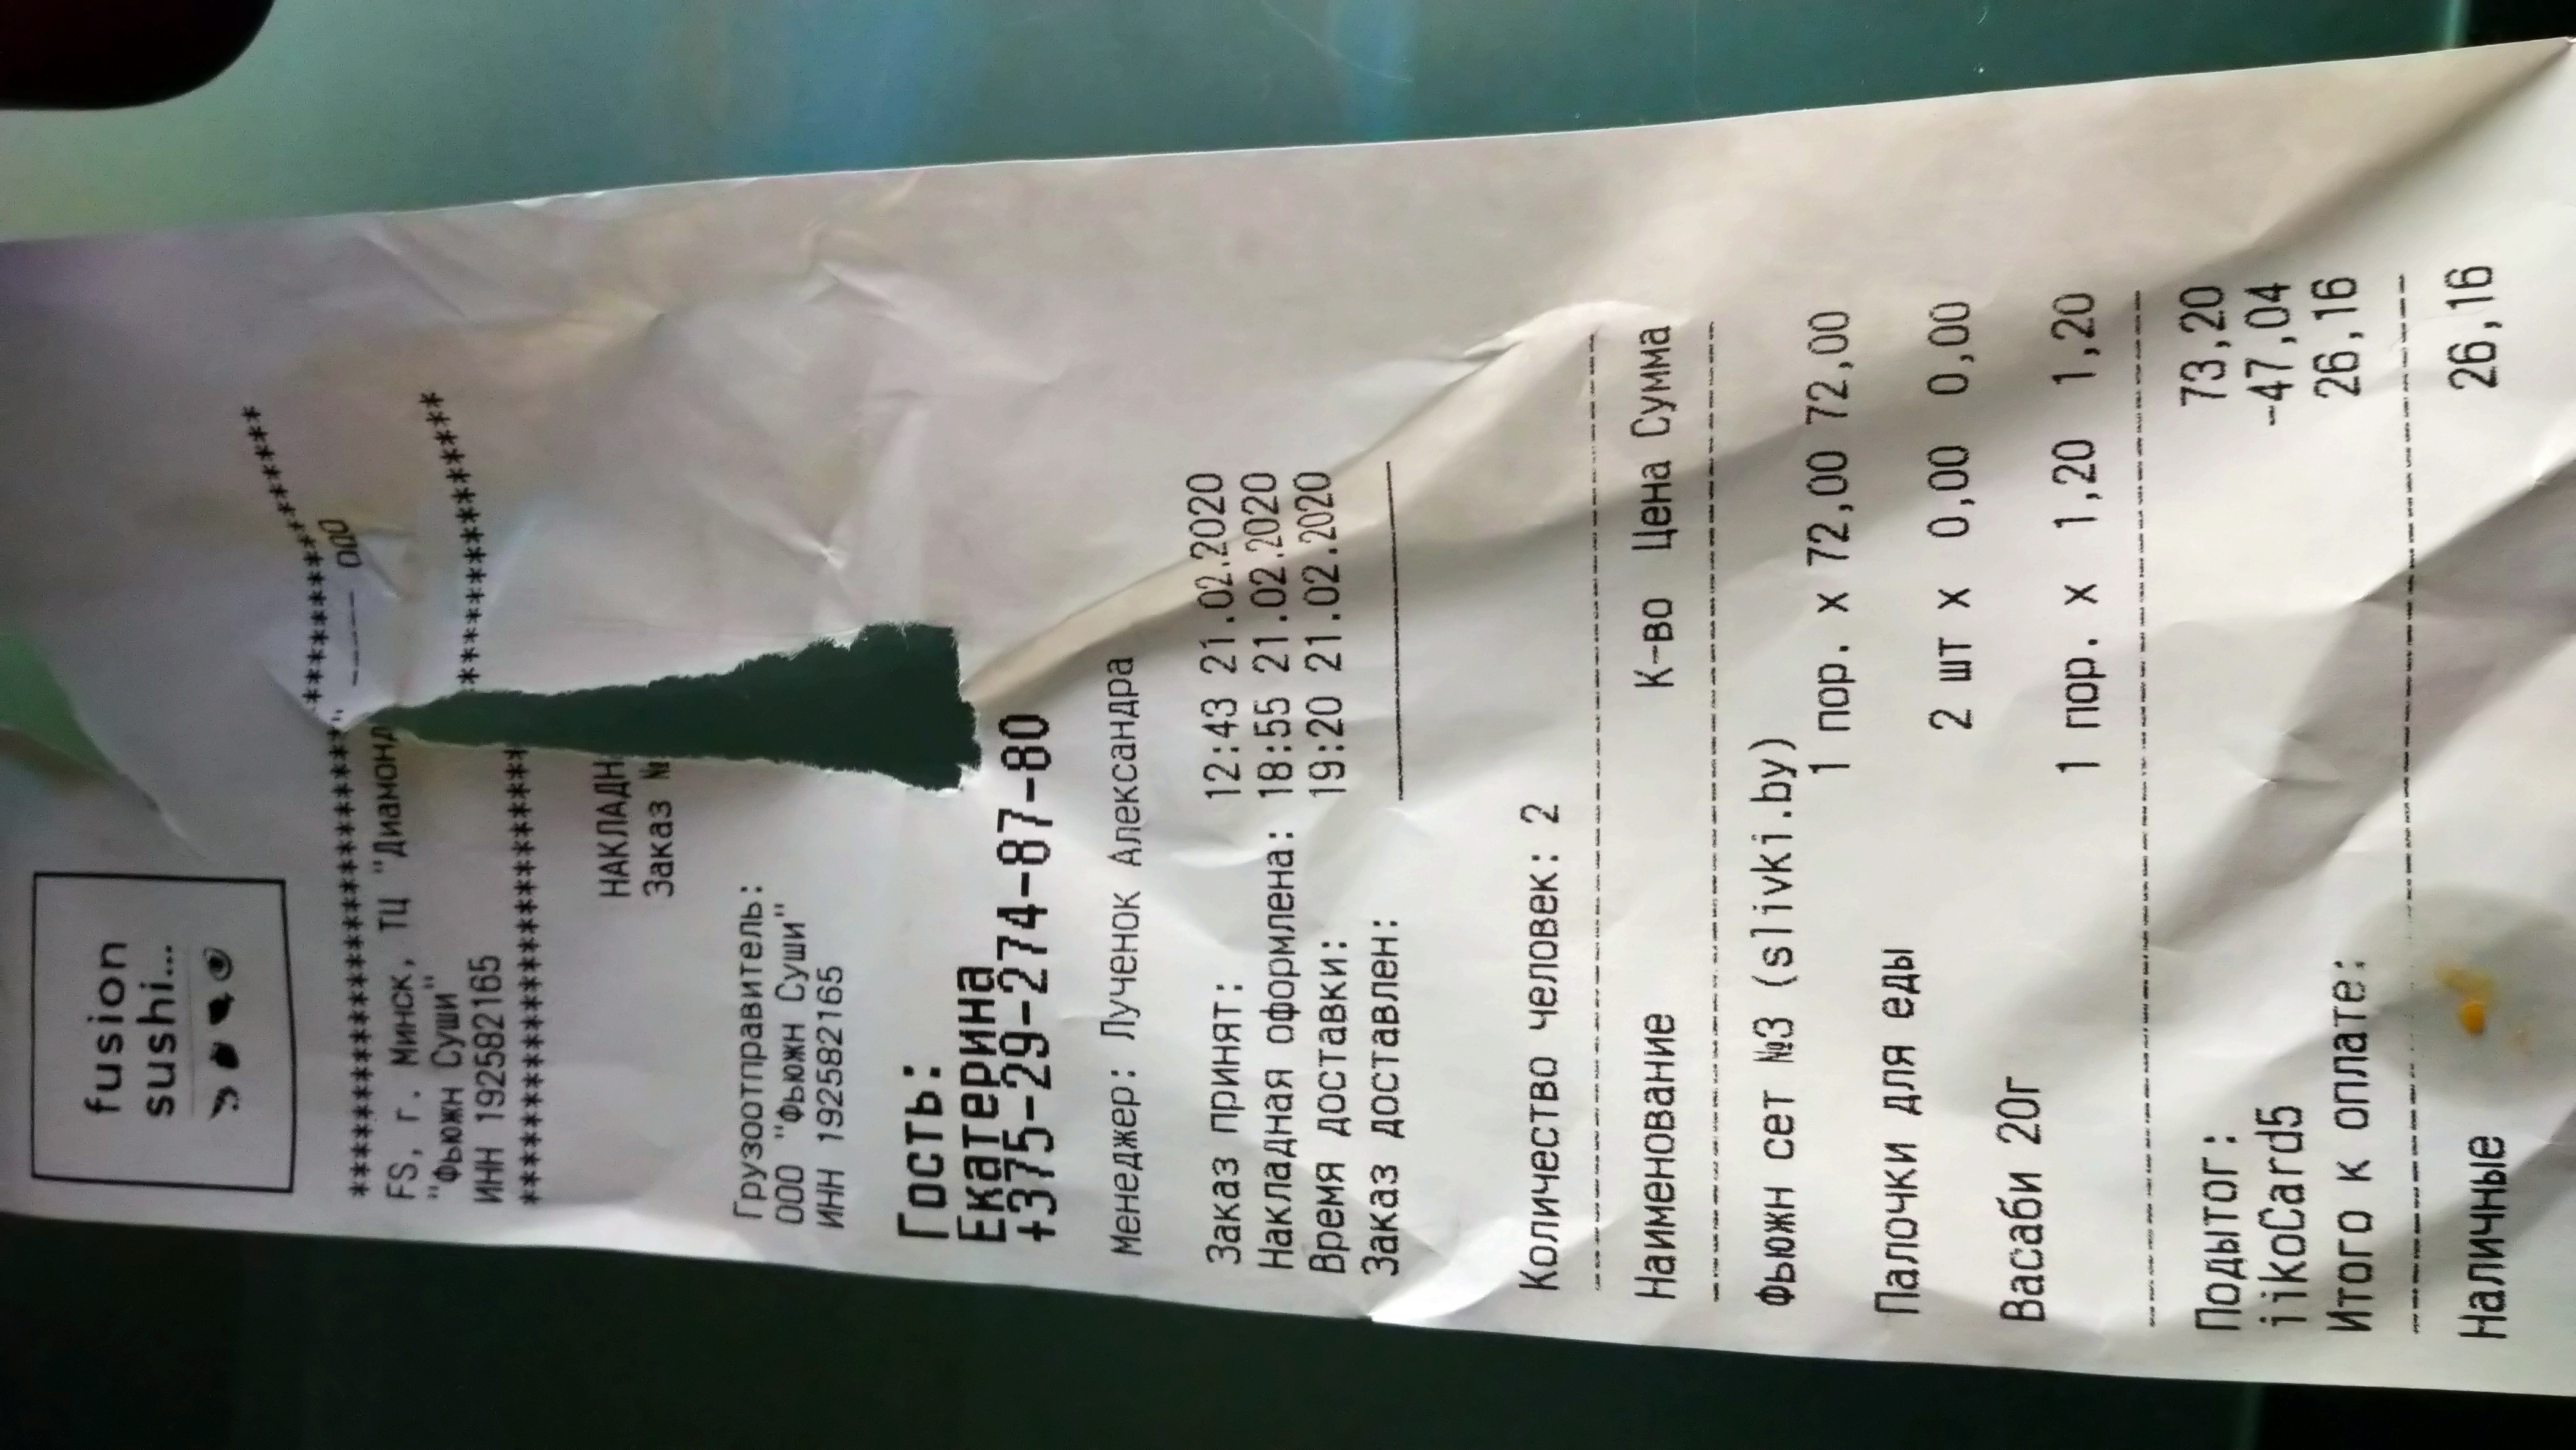 fusion
sushi...
*******************************************
FS, г. Минск, ТЦ "Диамонд ООО
"Фьюжн Суши"
ИНН 192582165
*******************************************
НАКЛАДН
Заказ №
Грузоотправитель:
ООО "Фьюжн Суши"
ИНН 192582165
Гость:
Екатерина
+375-29-274-87-80
Менеджер: Лученок Александра
Заказ принят: 12:43 21.02.2020
Накладная оформлена: 18:55 21.02.2020
Время доставки: 19:20 21.02.2020
Заказ доставлен:
Количество человек: 2
Наименование К-во Цена Сумма
Фьюжн сет №3 (slivki.by)
1 пор. x 72,00 72,00
Палочки для еды
2 шт x 0,00 0,00
Васаби 20г
1 пор. x 1,20 1,20
Подытог: 73,20
iikoCard5 -47,04
Итого к оплате: 26,16
Наличные 26,16